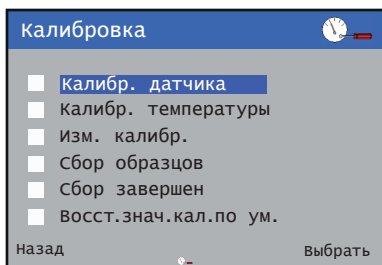 Калибровка
Калибр. датчика
Калибр. температуры
Изм. калибр.
Сбор образцов
Сбор завершен
Восст.знач.кал.по ум.
Назад Выбрать